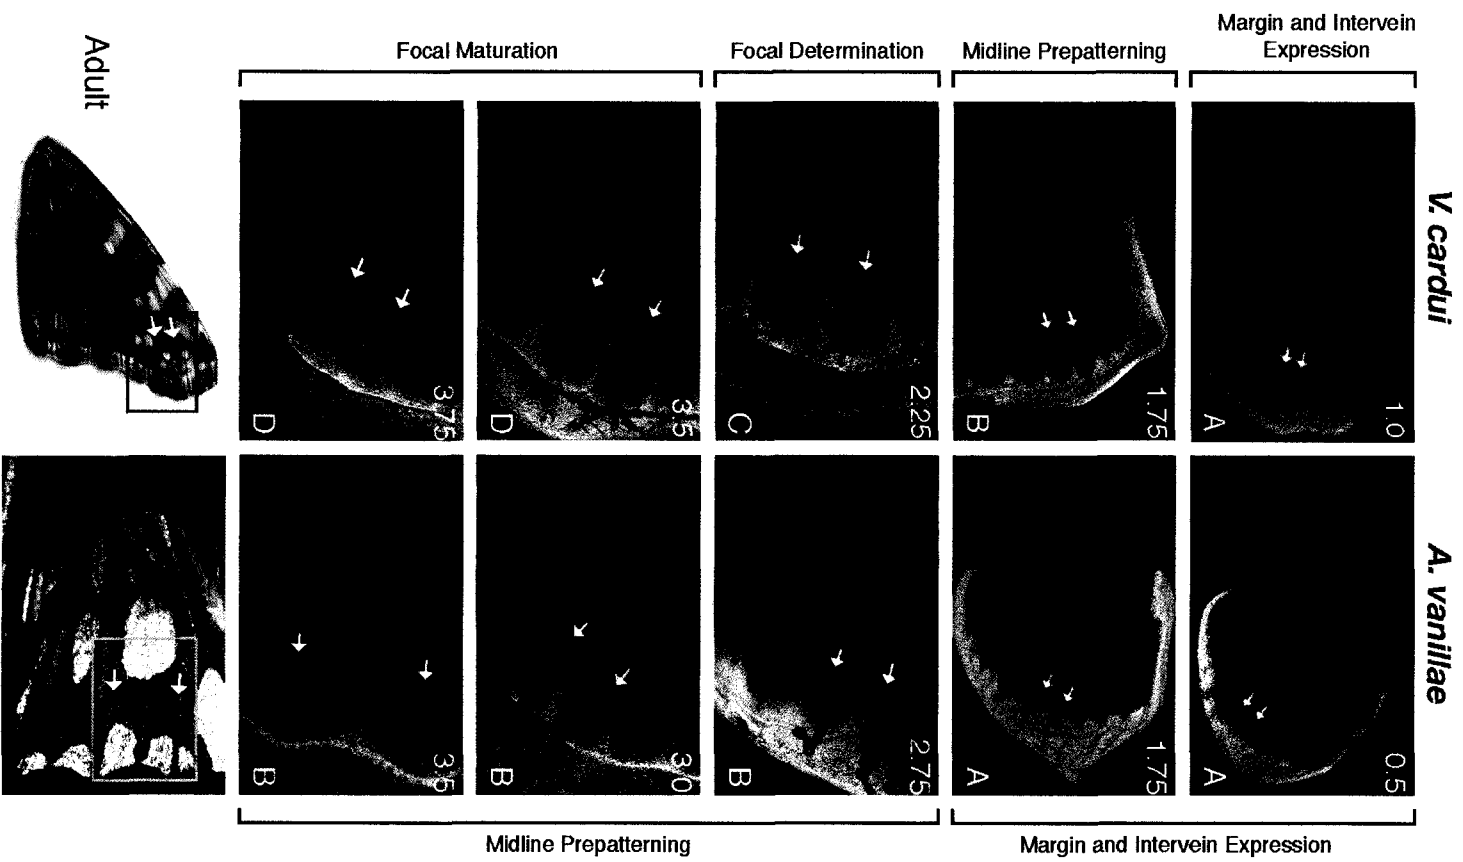 Margin and Intervein
Expression
Midline Prepatterning
Focal Determination
Focal Maturation
Adult
V. cardui
1.0
A
1.75
B
2.25
C
3.5
D
3.75
D
A. vanillae
0.5
A
1.75
A
2.75
B
3.0
B
3.5
B
Midline Prepatterning
Margin and Intervein Expression